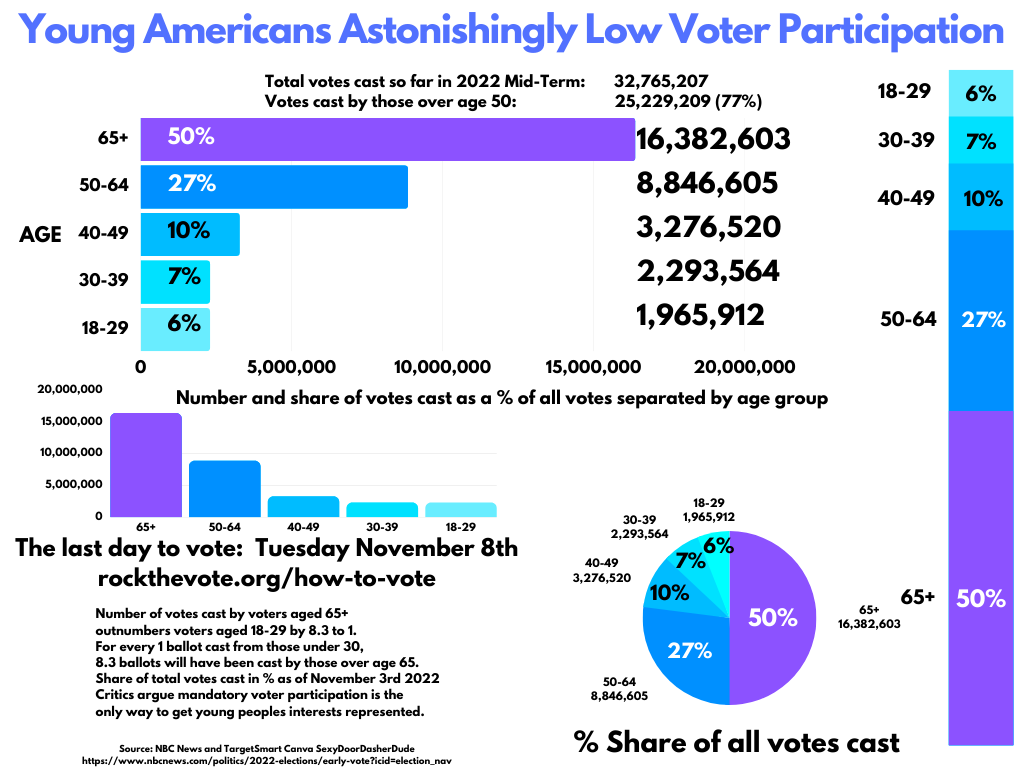 Young Americans Astonishingly Low Voter Participation
Total votes cast so far in 2022 Mid-Term: 32,765,207
Votes cast by those over age 50: 25,229,209 (77%)
AGE
65+ 50% 16,382,603
50-64 27% 8,846,605
40-49 10% 3,276,520
30-39 7% 2,293,564
18-29 6% 1,965,912
0 5,000,000 10,000,000 15,000,000 20,000,000
Number and share of votes cast as a % of all votes separated by age group
20,000,000
15,000,000
10,000,000
5,000,000
0
65+ 50-64 40-49 30-39 18-29
The last day to vote: Tuesday November 8th
rockthevote.org/how-to-vote
Number of votes cast by voters aged 65+
outnumbers voters aged 18-29 by 8.3 to 1.
For every 1 ballot cast from those under 30,
8.3 ballots will have been cast by those over age 65.
Share of total votes cast in % as of November 3rd 2022
Critics argue mandatory voter participation is the
only way to get young peoples interests represented.
Source: NBC News and TargetSmart Canva SexyDoorDasherDude
https://www.nbcnews.com/politics/2022-elections/early-vote?icid=election_nav
18-29
1,965,912
6%
30-39
2,293,564
7%
40-49
3,276,520
10%
50%
65+
16,382,603
27%
50-64
8,846,605
% Share of all votes cast
18-29 6%
30-39 7%
40-49 10%
50-64 27%
65+ 50%